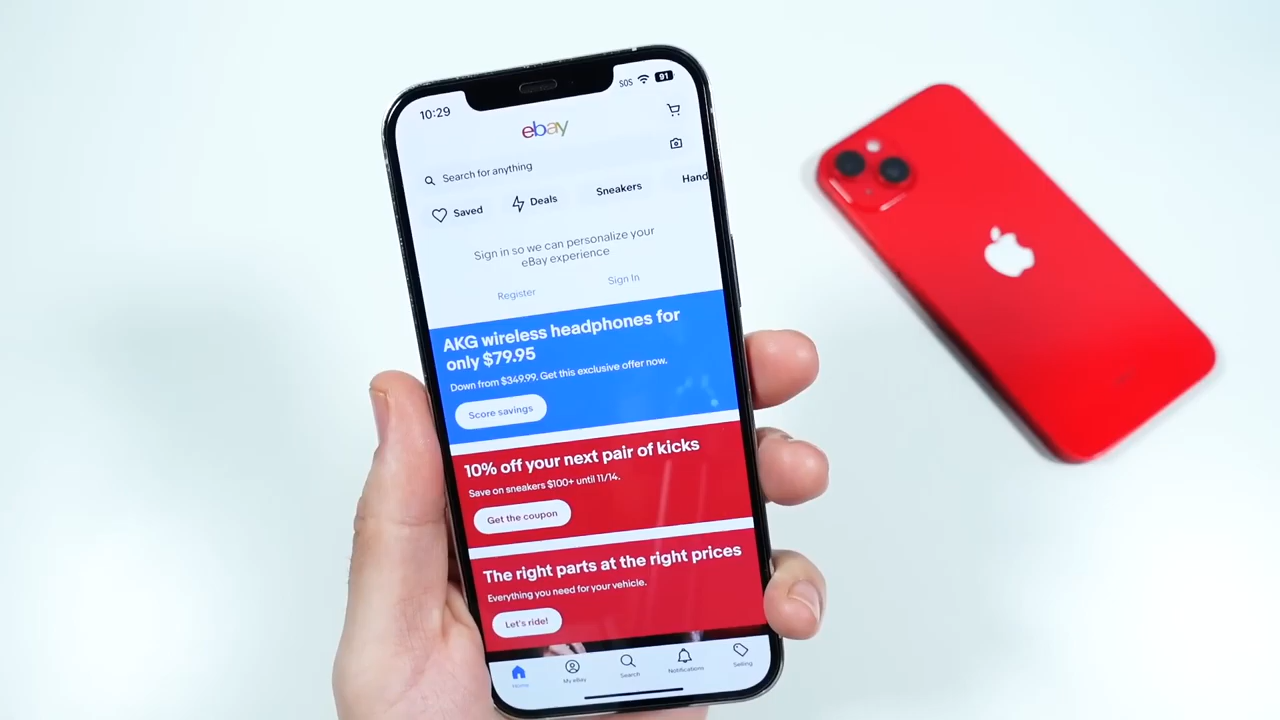 10:29
SOS
91
ebay
Search for anything
Saved
Deals
Sneakers
Hand
Sign in so we can personalize your
eBay experience
Register
Sign In
AKG wireless headphones for
only $79.95
Down from $349.99. Get this exclusive offer now.
Score savings
10% off your next pair of kicks
Save on sneakers $100+ until 11/14.
Get the coupon
The right parts at the right prices
Everything you need for your vehicle.
Let's ride!
Home
My eBay
Search
Notifications
Selling